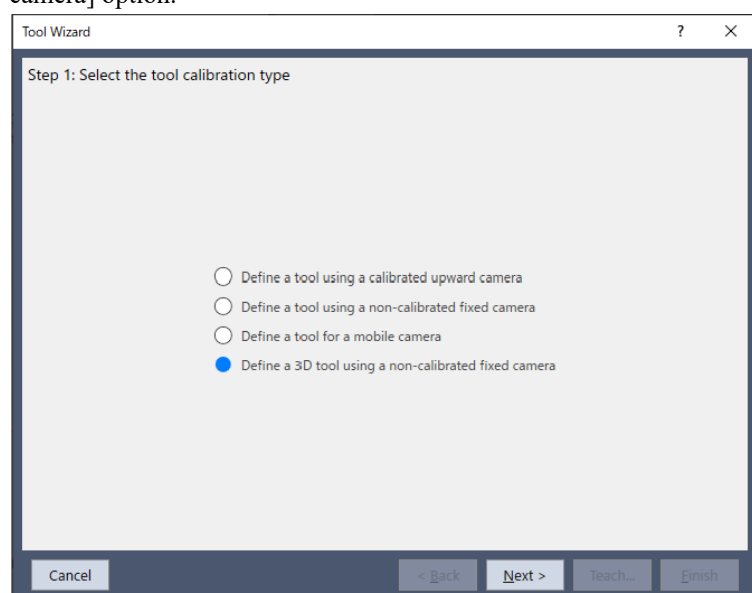 camera] option.
Tool Wizard ? ×
Step 1: Select the tool calibration type
Define a tool using a calibrated upward camera
Define a tool using a non-calibrated fixed camera
Define a tool for a mobile camera
Define a 3D tool using a non-calibrated fixed camera
Cancel < Back Next > Teach... Finish